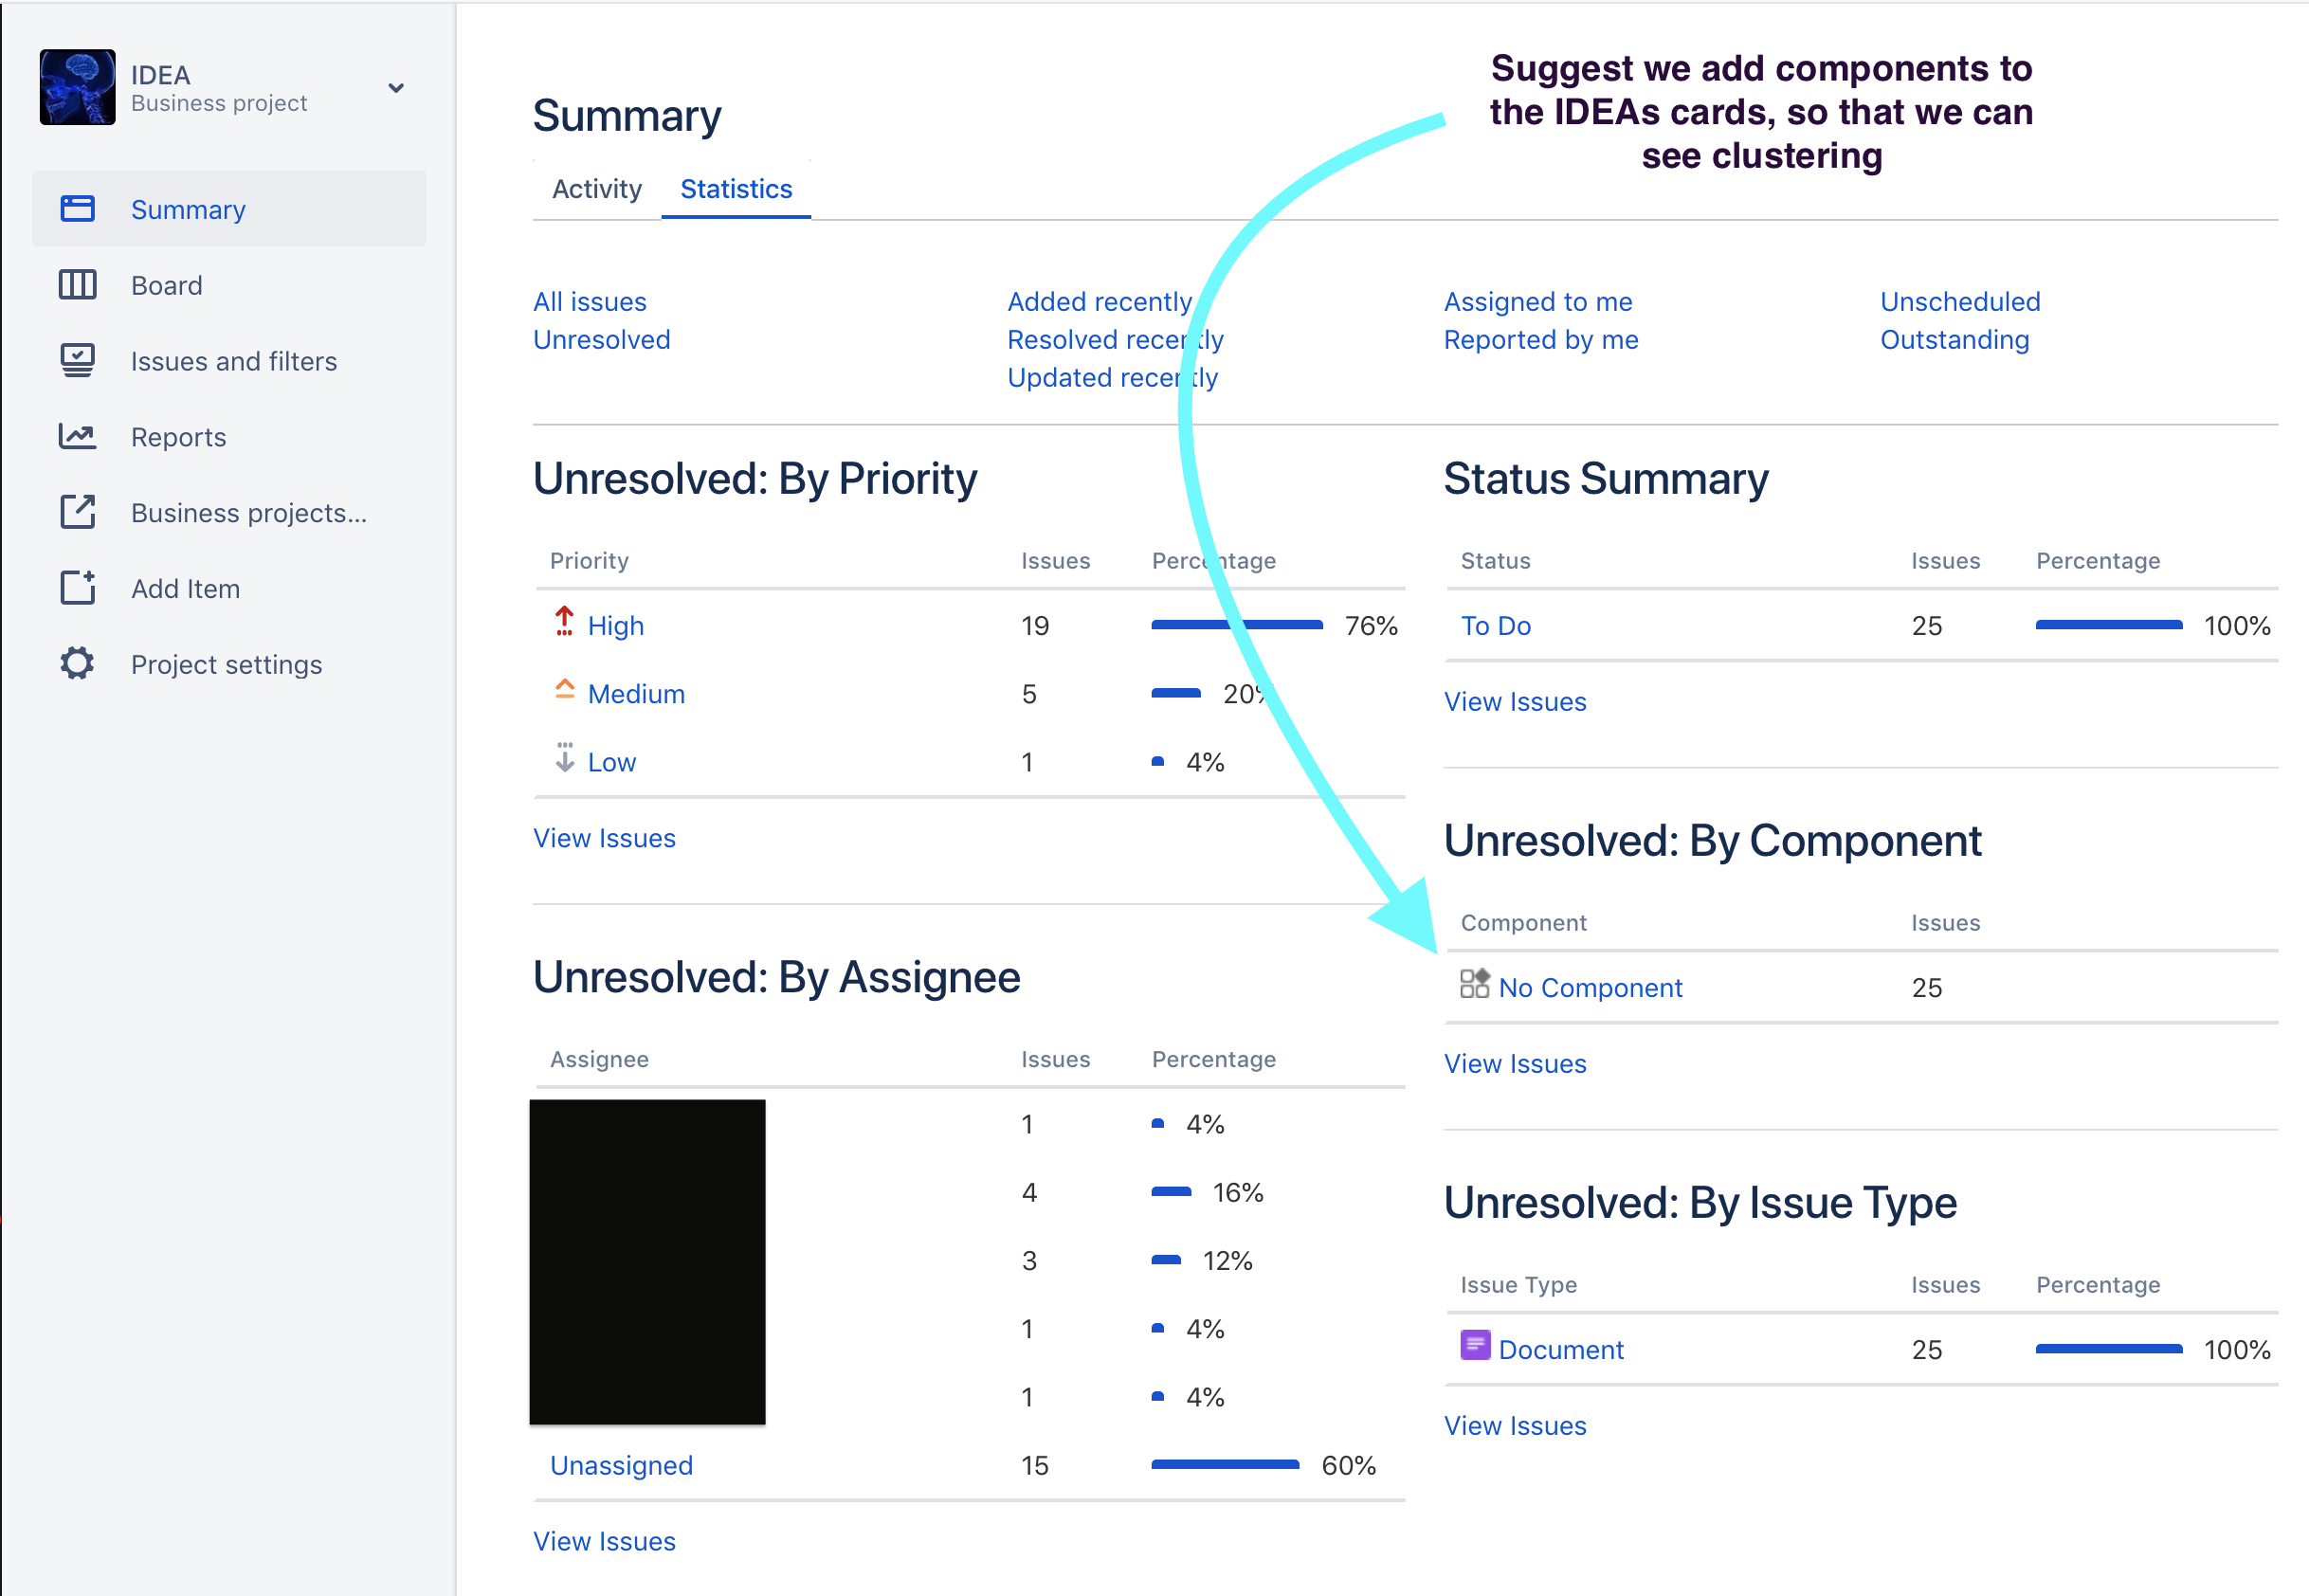 IDEA
Business project
Summary
Board
Issues and filters
Reports
Business projects...
Add Item
Project settings
Suggest we add components to
the IDEAs cards, so that we can
see clustering
Summary
Activity Statistics
All issues Added recently Assigned to me Unscheduled
Unresolved Resolved recently Reported by me Outstanding
Updated recently
Unresolved: By Priority
Priority Issues Percentage
High 19 76%
Medium 5 20%
Low 1 4%
View Issues
Unresolved: By Assignee
Assignee Issues Percentage
1 4%
4 16%
3 12%
1 4%
1 4%
Unassigned 15 60%
View Issues
Status Summary
Status Issues Percentage
To Do 25 100%
View Issues
Unresolved: By Component
Component Issues
No Component 25
View Issues
Unresolved: By Issue Type
Issue Type Issues Percentage
Document 25 100%
View Issues